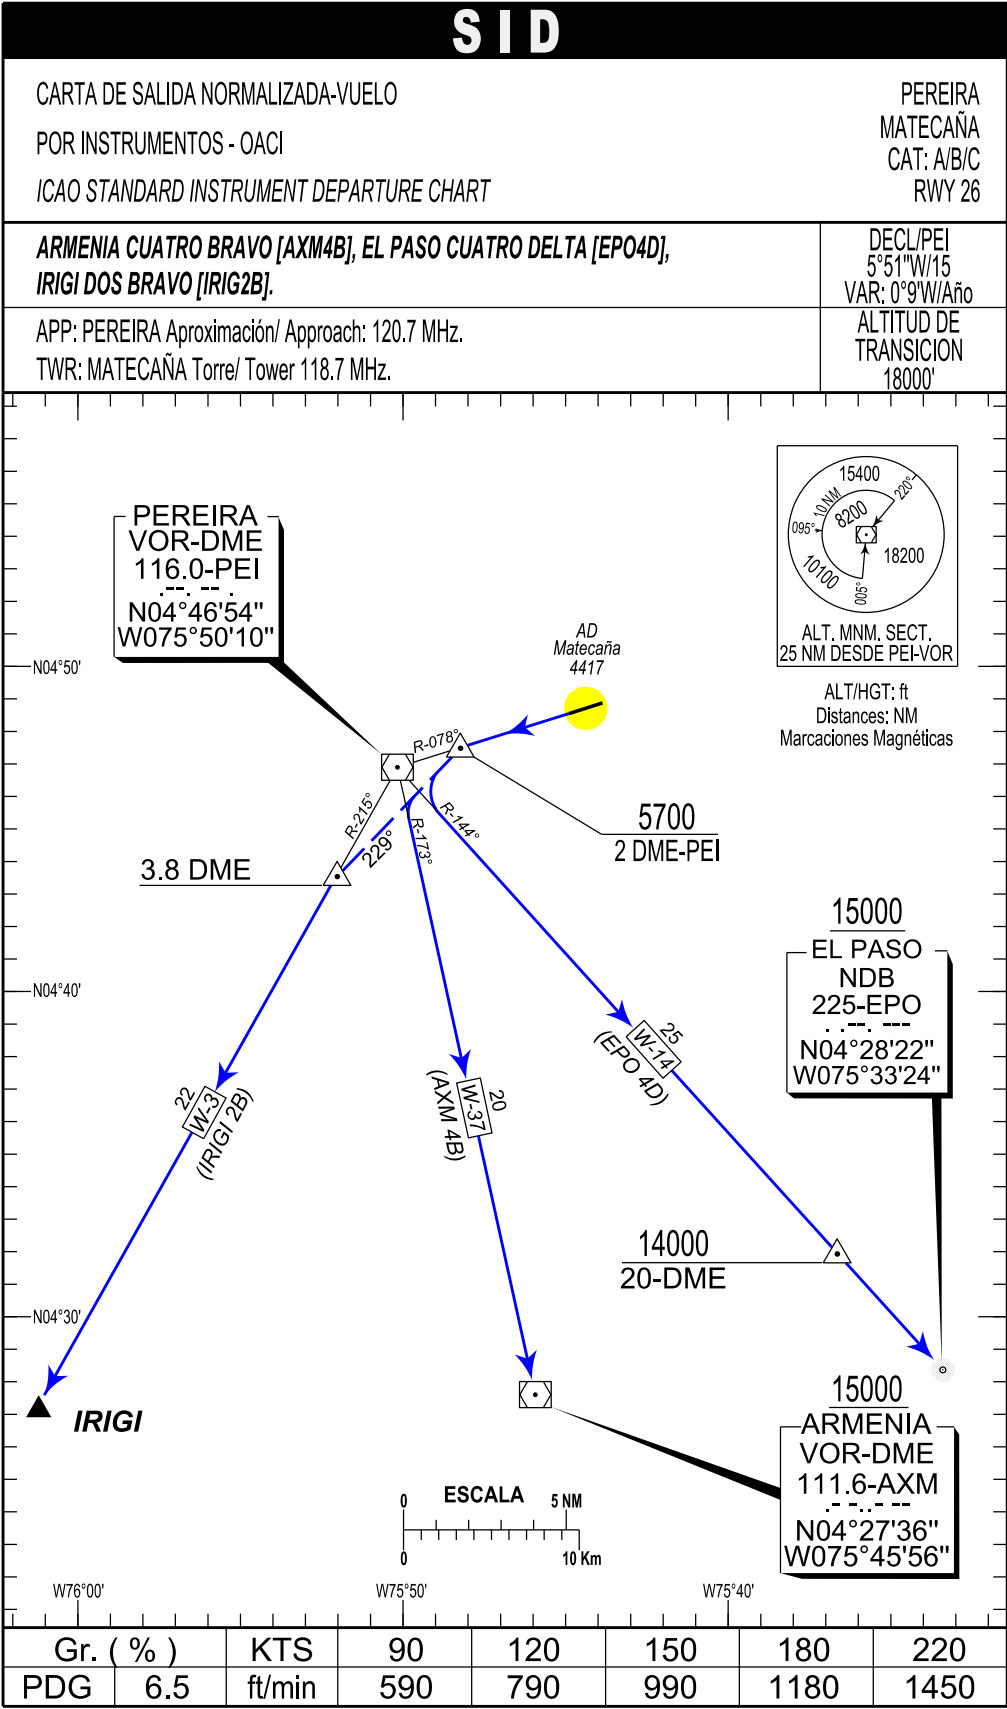 SID
CARTA DE SALIDA NORMALIZADA-VUELO
POR INSTRUMENTOS - OACI
ICAO STANDARD INSTRUMENT DEPARTURE CHART
PEREIRA
MATECAÑA
CAT: A/B/C
RWY 26
ARMENIA CUATRO BRAVO [AXM4B], EL PASO CUATRO DELTA [EPO4D],
IRIGI DOS BRAVO [IRIG2B].
DECL/PEI
5°51"W/15
VAR: 0°9'W/Año
APP: PEREIRA Aproximación/ Approach: 120.7 MHz.
TWR: MATECAÑA Torre/ Tower 118.7 MHz.
ALTITUD DE
TRANSICION
18000'
15400
220°
10 NM
8200
095°
18200
10100
005°
ALT. MNM. SECT.
25 NM DESDE PEI-VOR
ALT/HGT: ft
Distances: NM
Marcaciones Magnéticas
PEREIRA
VOR-DME
116.0-PEI
N04°46'54"
W075°50'10"
AD
Matecaña
4417
N04°50'
R-078°
R-215°
229°
R-173°
R-144°
5700
2 DME-PEI
3.8 DME
15000
EL PASO
NDB
225-EPO
N04°28'22"
W075°33'24"
N04°40'
22
W-3
(IRIGI 2B)
20
W-37
(AXM 4B)
25
W-14
(EPO 4D)
14000
20-DME
N04°30'
IRIGI
15000
ARMENIA
VOR-DME
111.6-AXM
N04°27'36"
W075°45'56"
0 ESCALA 5 NM
0 10 Km
W76°00' W75°50' W75°40'
Gr. ( % ) KTS 90 120 150 180 220
PDG 6.5 ft/min 590 790 990 1180 1450